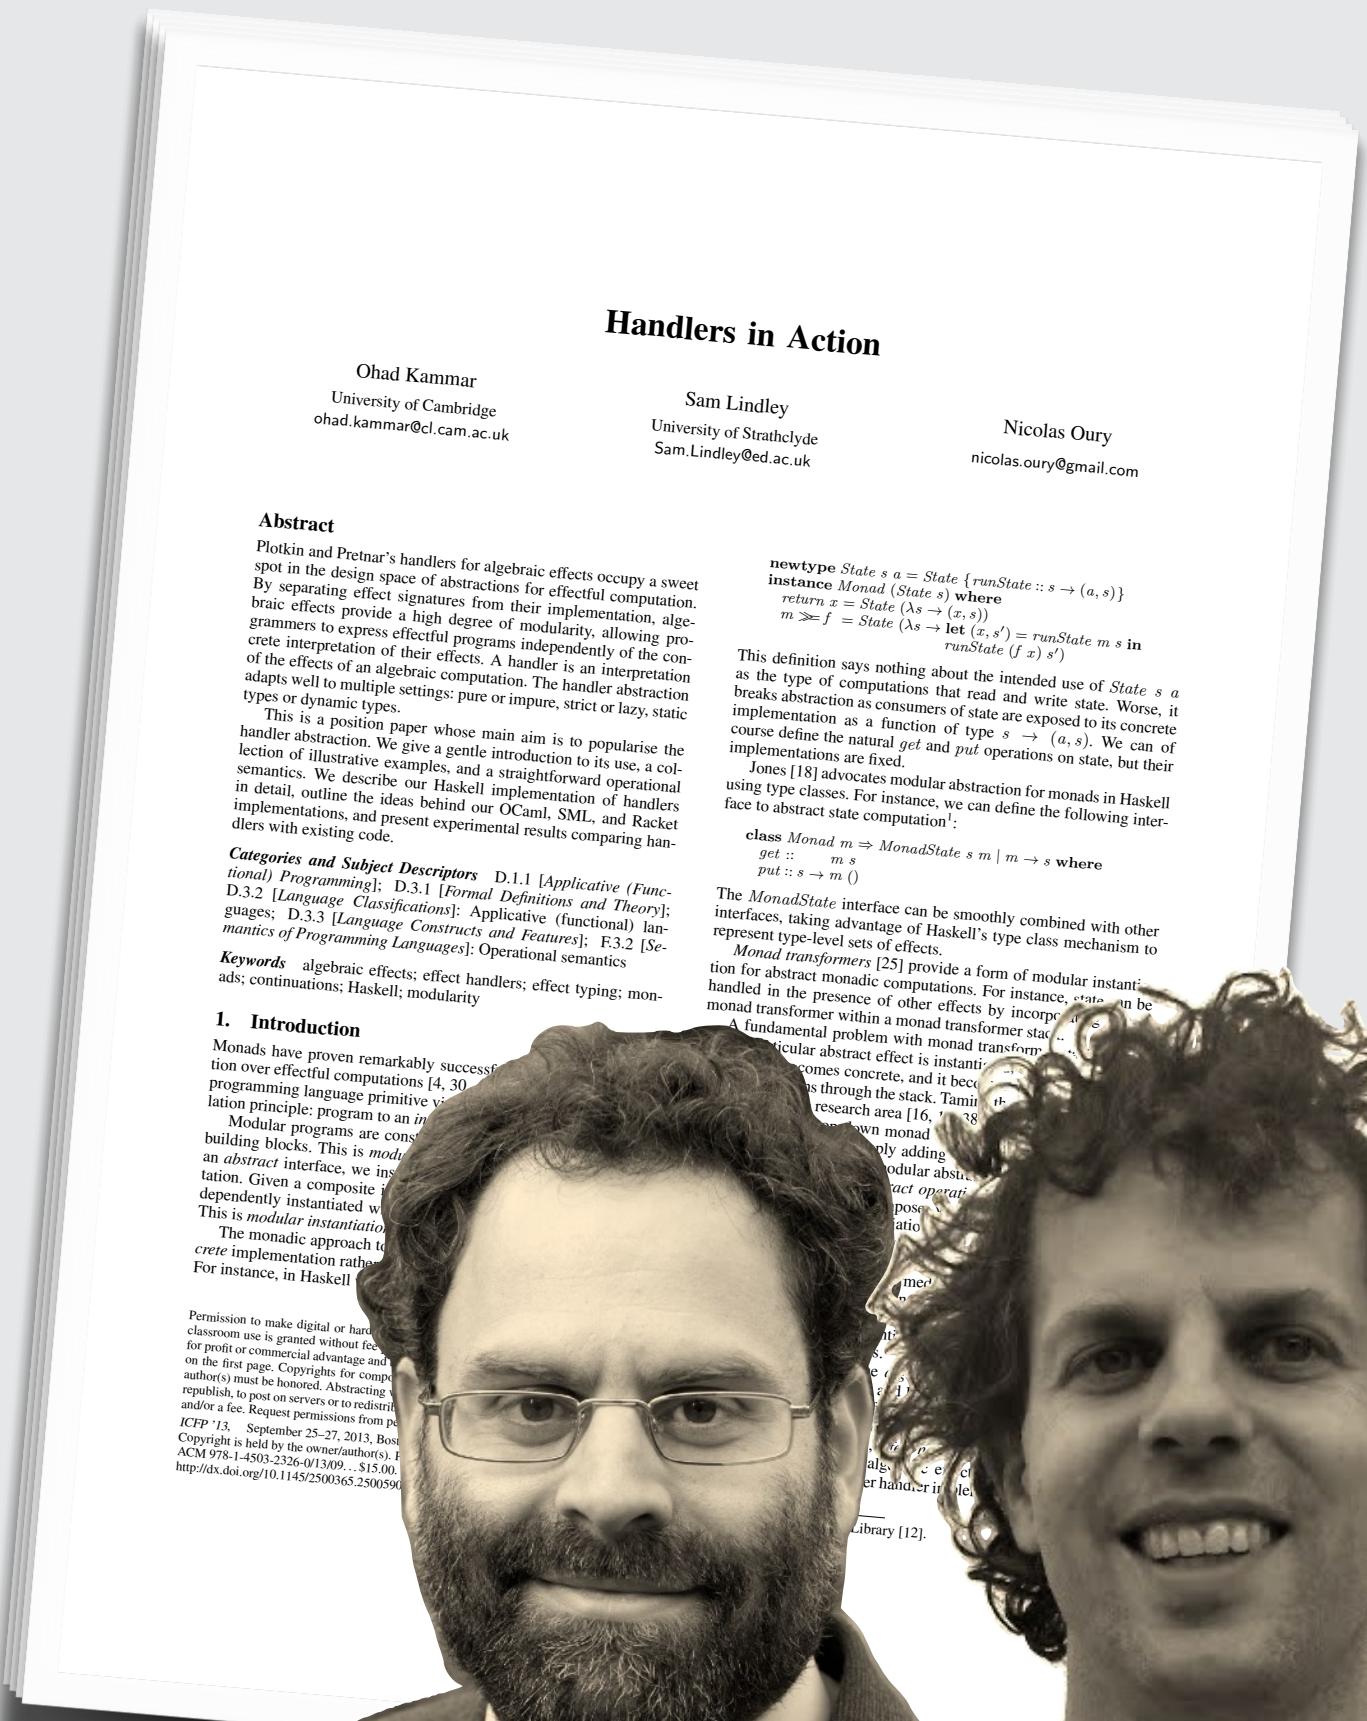 Handlers in Action
Ohad Kammar
University of Cambridge
ohad.kammar@cl.cam.ac.uk
Sam Lindley
University of Strathclyde
Sam.Lindley@ed.ac.uk
Nicolas Oury
nicolas.oury@gmail.com
Abstract
Plotkin and Pretnar's handlers for algebraic effects occupy a sweet
spot in the design space of abstractions for effectful computation.
By separating effect signatures from their implementation, alge-
braic effects provide a high degree of modularity, allowing pro-
grammers to express effectful programs independently of the con-
crete interpretation of their effects. A handler is an interpretation
of the effects of an algebraic computation. The handler abstraction
adapts well to multiple settings: pure or impure, strict or lazy, static
types or dynamic types.
This is a position paper whose main aim is to popularise the
handler abstraction. We give a gentle introduction to its use, a col-
lection of illustrative examples, and a straightforward operational
semantics. We describe our Haskell implementation of handlers
in detail, outline the ideas behind our OCaml, SML, and Racket
implementations, and present experimental results comparing han-
dlers with existing code.
Categories and Subject Descriptors D.1.1 [Applicative (Func-
tional) Programming]; D.3.1 [Formal Definitions and Theory];
D.3.2 [Language Classifications]: Applicative (functional) lan-
guages; D.3.3 [Language Constructs and Features]; F.3.2 [Se-
mantics of Programming Languages]: Operational semantics
Keywords algebraic effects; effect handlers; effect typing; mon-
ads; continuations; Haskell; modularity
1. Introduction
Monads have proven remarkably
tion over effectful computations [4, 30
programming language primitive
lation principle: program to an
Modular programs are
building blocks. This is
an abstract interface, we
tation. Given a composite
dependently instantiated
This is modular
The monadic approach
crete implementation
For instance, in Haskell
Permission to make digital or
classroom use is granted without fee
for profit or commercial advantage and
on the first page. Copyrights for
author(s) must be honored. Abstracting
republish, to post on servers or to
and/or a fee. Request permissions from
ICFP '13, September 25–27, 2013,
Copyright is held by the owner/author(s).
ACM 978-1-4503-2326-0/13/09…$15.00.
http://dx.doi.org/10.1145/2500365.2500590
newtype State s a = State {runState :: s → (a, s)}
instance Monad (State s) where
return x = State (λs → (x, s))
m >>= f = State (λs → let (x, s′) = runState m s in
runState (f x) s′)
This definition says nothing about the intended use of State s a
as the type of computations that read and write state. Worse, it
breaks abstraction as consumers of state are exposed to its concrete
implementation as a function of type s → (a, s). We can of
course define the natural get and put operations on state, but their
implementations are fixed.
Jones [18] advocates modular abstraction for monads in Haskell
using type classes. For instance, we can define the following inter-
face to abstract state computation¹:
class Monad m ⇒ MonadState s m | m → s where
get :: m s
put :: s → m ()
The MonadState interface can be smoothly combined with other
interfaces, taking advantage of Haskell's type class mechanism to
represent type-level sets of effects.
Monad transformers [25] provide a form of modular
tion for abstract monadic computations. For instance, state can be
handled in the presence of other effects by
monad transformer within a monad transformer
A fundamental problem with monad
abstract effect is
concrete, and it
through the stack.
research area [16,
monad
adding
Library [12].